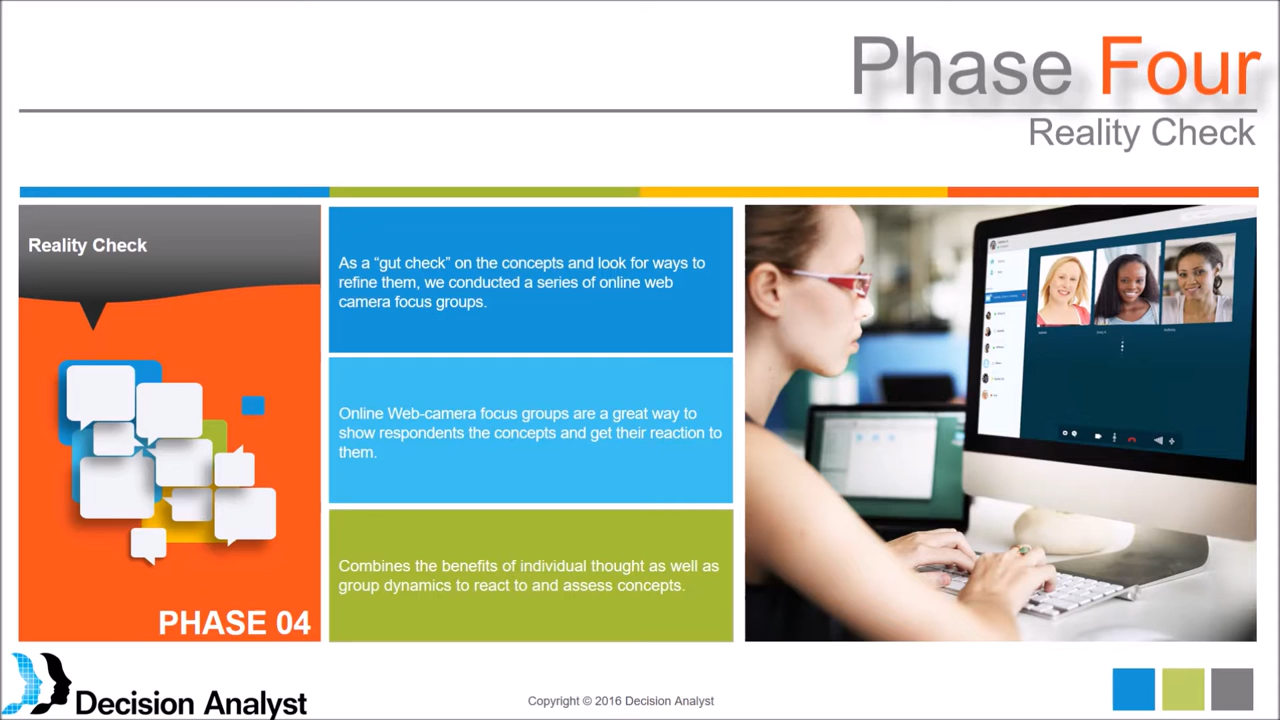 Phase Four
Reality Check
Reality Check
As a “gut check” on the concepts and look for ways to
refine them, we conducted a series of online web
camera focus groups.
Online Web-camera focus groups are a great way to
show respondents the concepts and get their reaction to
them.
Combines the benefits of individual thought as well as
group dynamics to react to and assess concepts.
PHASE 04
Decision Analyst
Copyright © 2016 Decision Analyst